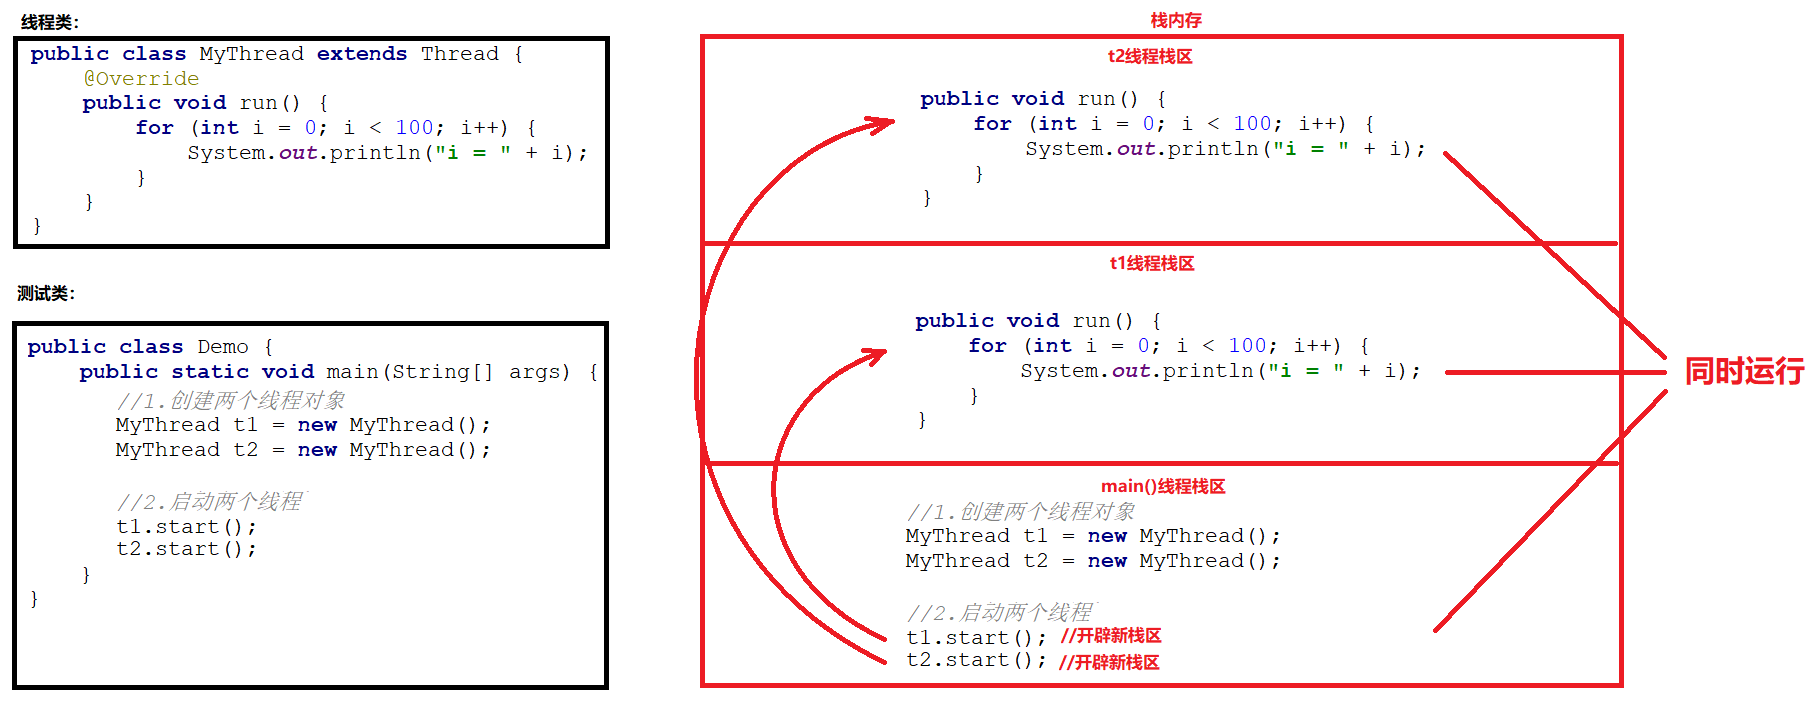 线程类:
public class MyThread extends Thread {
@Override
public void run() {
for (int i = 0; i < 100; i++) {
System.out.println("i = " + i);
}
}
}
测试类:
public class Demo {
public static void main(String[] args) {
//1.创建两个线程对象
MyThread t1 = new MyThread();
MyThread t2 = new MyThread();
//2.启动两个线程
t1.start();
t2.start();
}
}
栈内存
t2线程栈区
public void run() {
for (int i = 0; i < 100; i++) {
System.out.println("i = " + i);
}
}
t1线程栈区
public void run() {
for (int i = 0; i < 100; i++) {
System.out.println("i = " + i);
}
}
main()线程栈区
//1.创建两个线程对象
MyThread t1 = new MyThread();
MyThread t2 = new MyThread();
//2.启动两个线程
t1.start(); //开辟新栈区
t2.start(); //开辟新栈区
同时运行